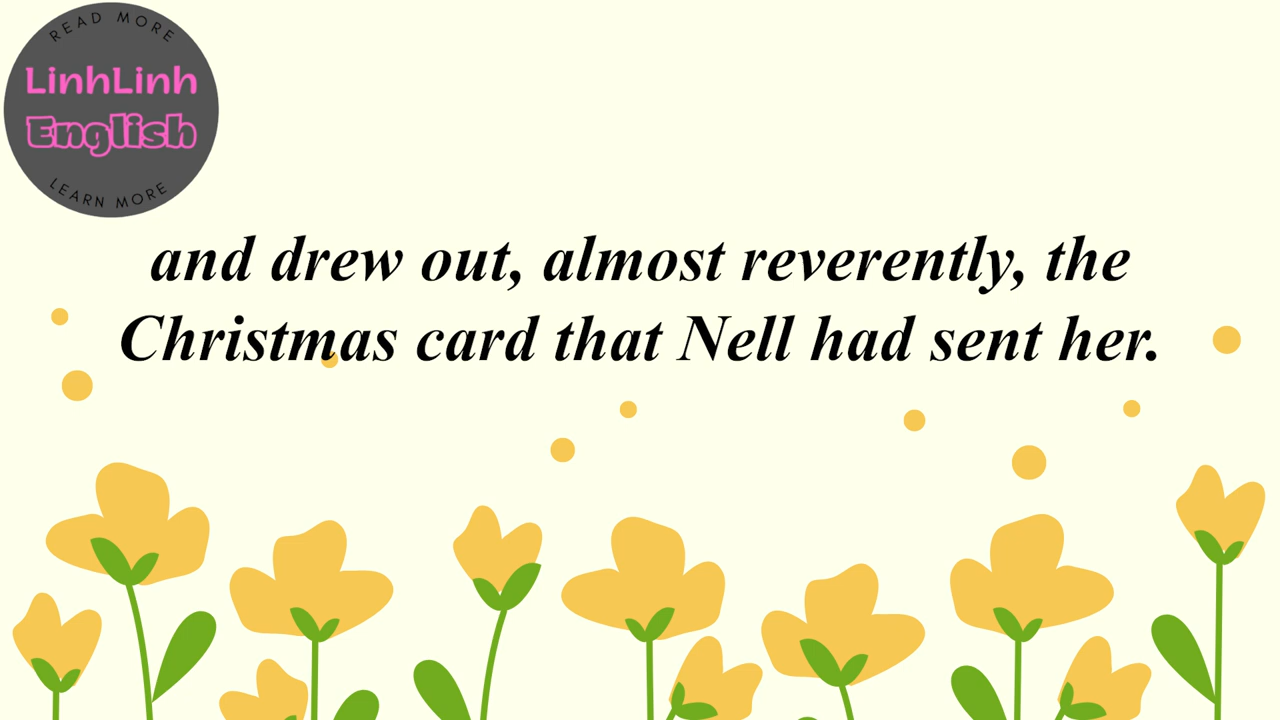 READ MORE
LinhLinh
English
LEARN MORE
and drew out, almost reverently, the
Christmas card that Nell had sent her.